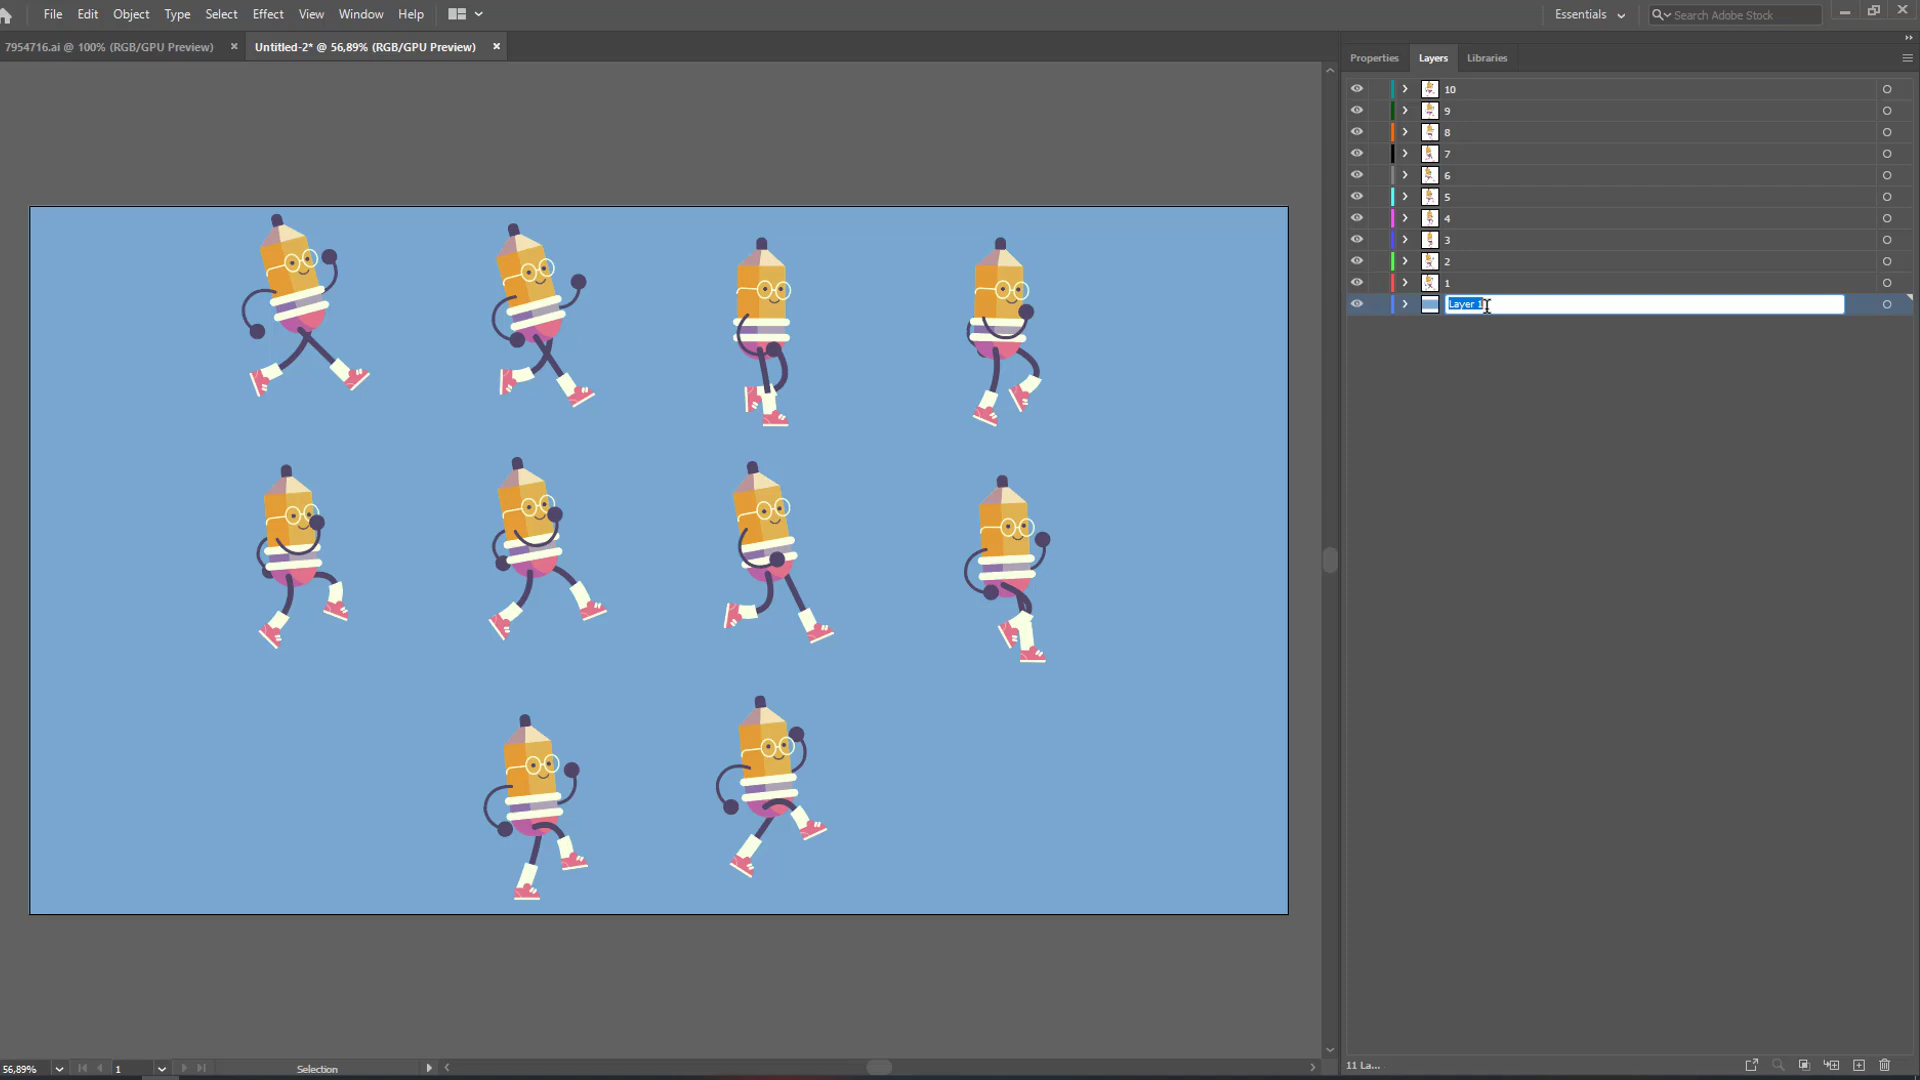 File Edit Object Type Select Effect View Window Help Essentials Search Adobe Stock
7954716.ai @ 100% (RGB/GPU Preview) Untitled-2* @ 56,89% (RGB/GPU Preview)
Properties Layers Libraries
10
9
8
7
6
5
4
3
2
1
Layer 1
56,89% 1 Selection 11 La...